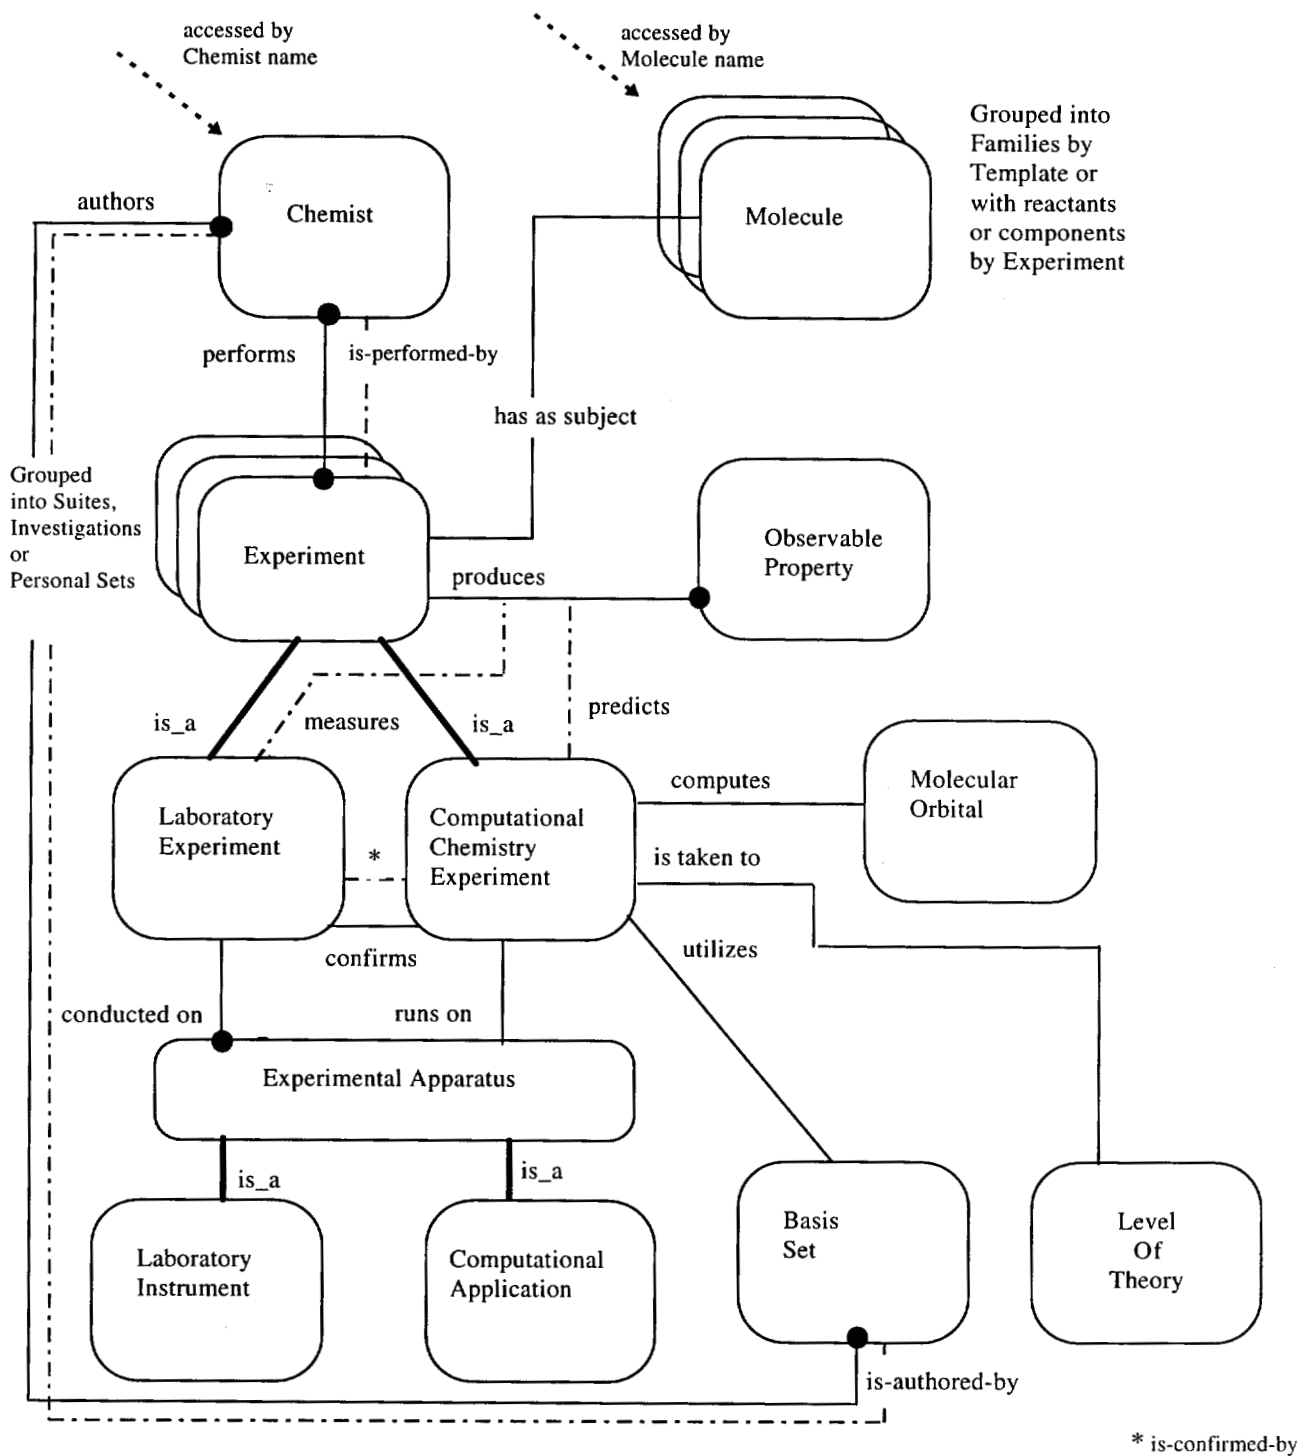 accessed by
Chemist name
accessed by
Molecule name
Grouped into
Families by
Template or
with reactants
or components
by Experiment
authors
Chemist
Molecule
performs
is-performed-by
has as subject
Grouped
into Suites,
Investigations
or
Personal Sets
Experiment
produces
Observable
Property
is_a
measures
is_a
predicts
Laboratory
Experiment
*
Computational
Chemistry
Experiment
computes
Molecular
Orbital
is taken to
confirms
utilizes
conducted on
runs on
Experimental Apparatus
is_a
is_a
Laboratory
Instrument
Computational
Application
Basis
Set
Level
Of
Theory
is-authored-by
* is-confirmed-by